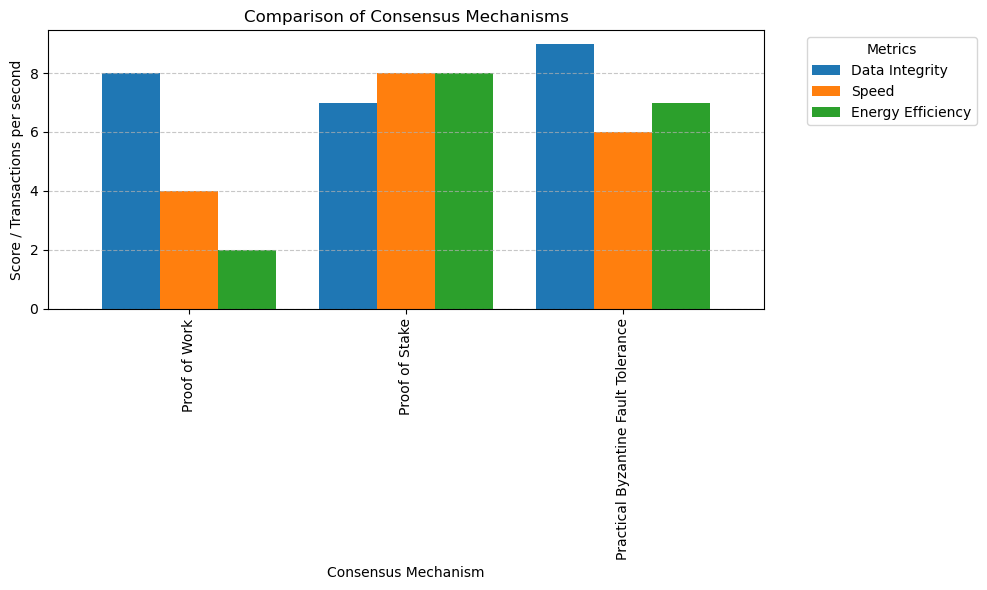 Comparison of Consensus Mechanisms
Score / Transactions per second
8
6
4
2
0
Proof of Work
Proof of Stake
Practical Byzantine Fault Tolerance
Consensus Mechanism
Metrics
Data Integrity
Speed
Energy Efficiency